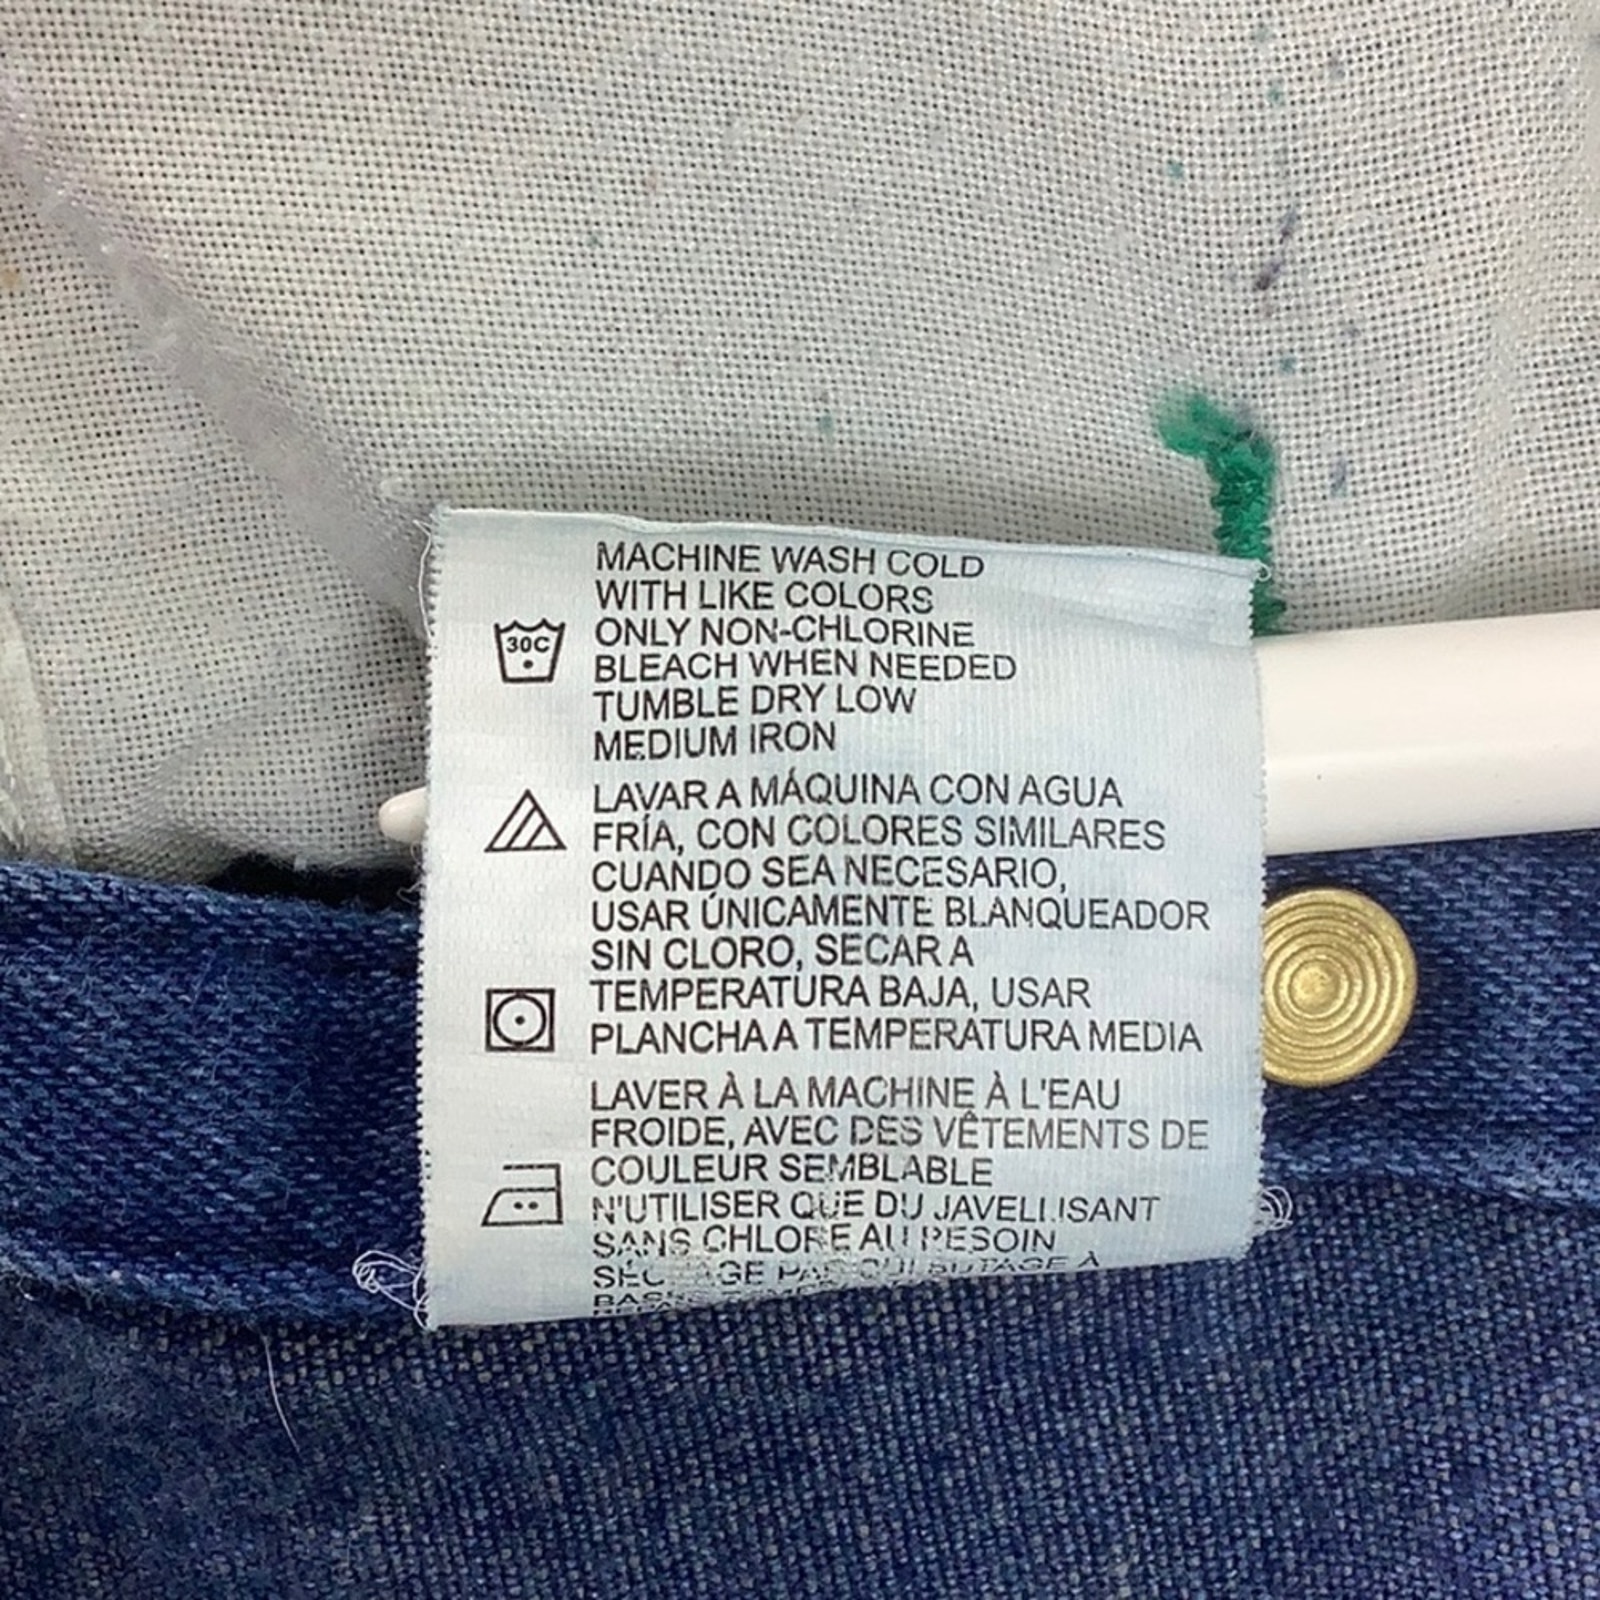 MACHINE WASH COLD
WITH LIKE COLORS
30C
ONLY NON-CHLORINE
BLEACH WHEN NEEDED
TUMBLE DRY LOW
MEDIUM IRON
LAVAR A MÁQUINA CON AGUA
FRÍA, CON COLORES SIMILARES
CUANDO SEA NECESARIO,
USAR ÚNICAMENTE BLANQUEADOR
SIN CLORO, SECAR A
TEMPERATURA BAJA, USAR
PLANCHA A TEMPERATURA MEDIA
LAVER À LA MACHINE À L'EAU
FROIDE, AVEC DES VÊTEMENTS DE
COULEUR SEMBLABLE
N'UTILISER QUE DU JAVELLISANT
SANS CHLORE AU BESOIN